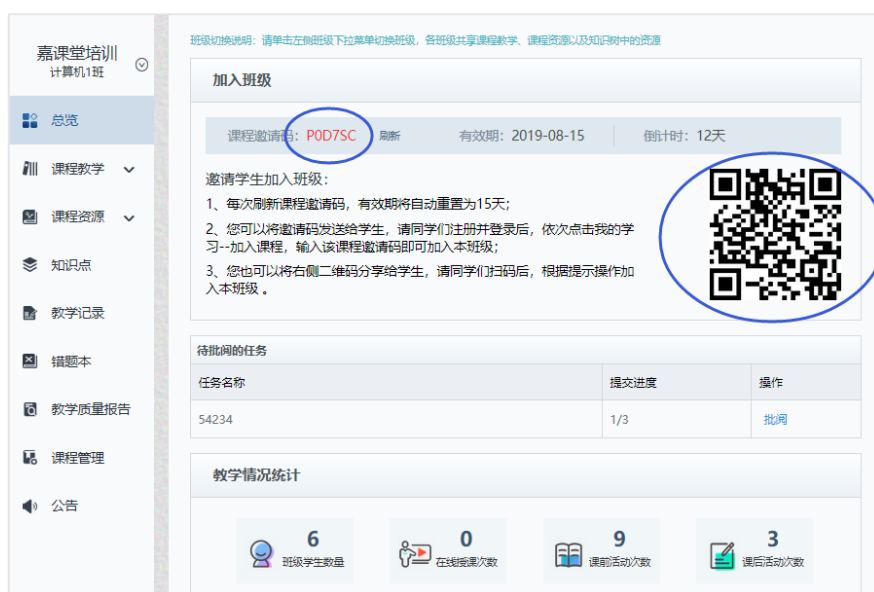 嘉课堂培训
计算机1班
总览
课程教学
课程资源
知识点
教学记录
错题本
教学质量报告
课程管理
公告
班级切换说明：请单击左侧班级下拉菜单切换班级，各班级共享课程教学、课程资源以及知识树中的资源
加入班级
课程邀请码：P0D7SC 刷新 有效期：2019-08-15 倒计时：12天
邀请学生加入班级：
1、每次刷新课程邀请码，有效期将自动重置为15天；
2、您可以将邀请码发送给学生，请同学们注册并登录后，依次点击我的学
习--加入课程，输入该课程邀请码即可加入本班级；
3、您也可以将右侧二维码分享给学生，请同学们扫码后，根据提示操作加
入本班级 。
待批阅的任务
任务名称 提交进度 操作
54234 1/3 批阅
教学情况统计
6 0 9 3
班级学生数量 在线授课次数 课前活动次数 课后活动次数